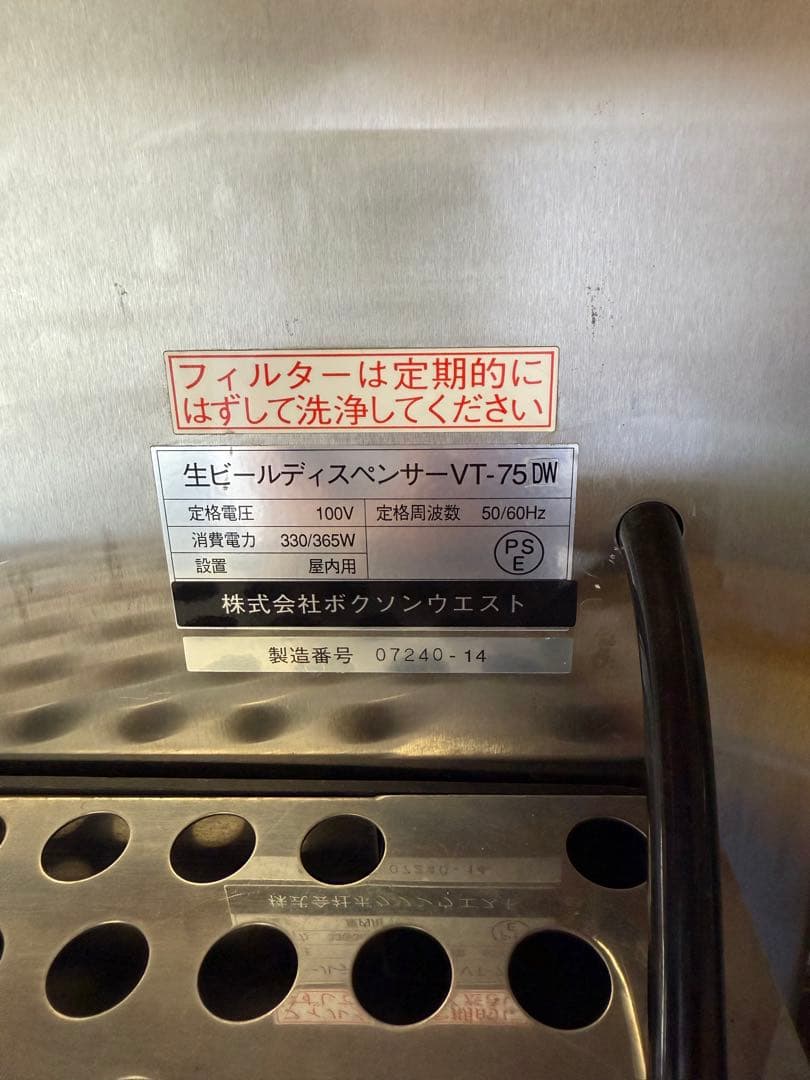 フィルターは定期的に
はずして洗浄してください
生ビールディスペンサーVT-75DW
定格電圧 100V 定格周波数 50/60Hz
消費電力 330/365W
設置 屋内用
PS
E
株式会社ボクソンウエスト
製造番号 07240-14